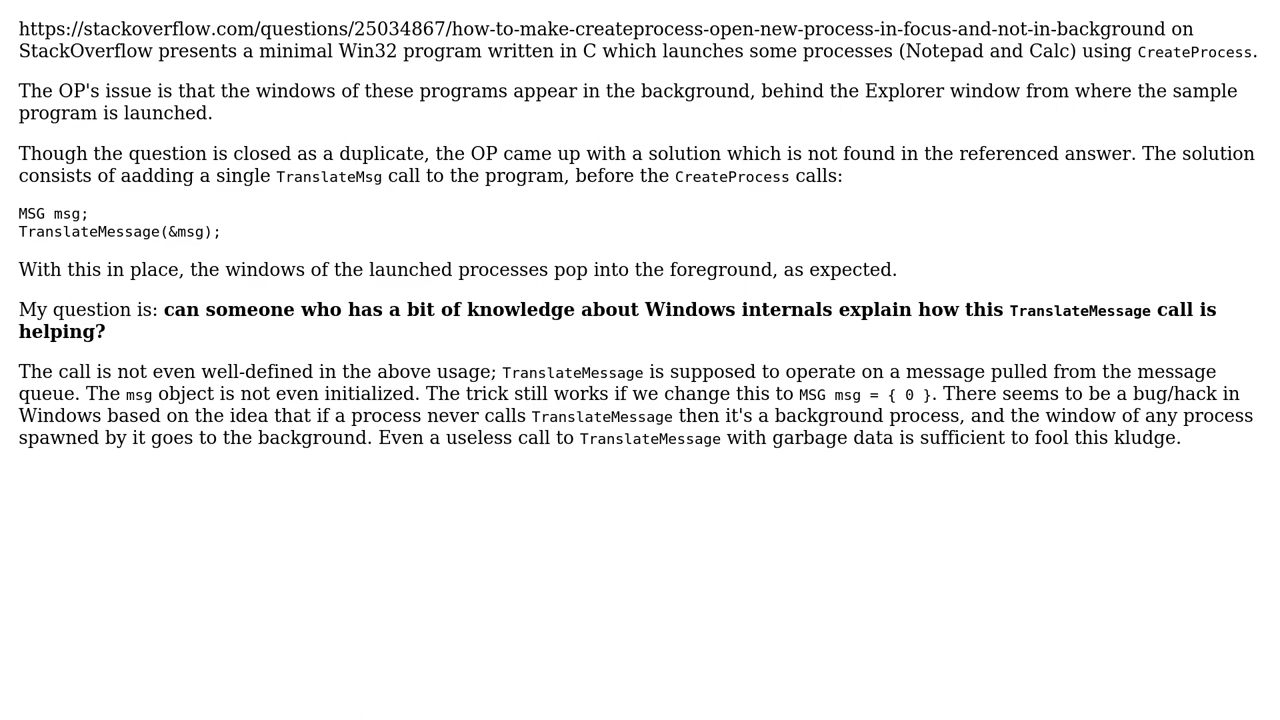 https://stackoverflow.com/questions/25034867/how-to-make-createprocess-open-new-process-in-focus-and-not-in-background on
StackOverflow presents a minimal Win32 program written in C which launches some processes (Notepad and Calc) using CreateProcess.
The OP's issue is that the windows of these programs appear in the background, behind the Explorer window from where the sample
program is launched.
Though the question is closed as a duplicate, the OP came up with a solution which is not found in the referenced answer. The solution
consists of aadding a single TranslateMsg call to the program, before the CreateProcess calls:
MSG msg;
TranslateMessage(&msg);
With this in place, the windows of the launched processes pop into the foreground, as expected.
My question is: can someone who has a bit of knowledge about Windows internals explain how this TranslateMessage call is
helping?
The call is not even well-defined in the above usage; TranslateMessage is supposed to operate on a message pulled from the message
queue. The msg object is not even initialized. The trick still works if we change this to MSG msg = { 0 }. There seems to be a bug/hack in
Windows based on the idea that if a process never calls TranslateMessage then it's a background process, and the window of any process
spawned by it goes to the background. Even a useless call to TranslateMessage with garbage data is sufficient to fool this kludge.